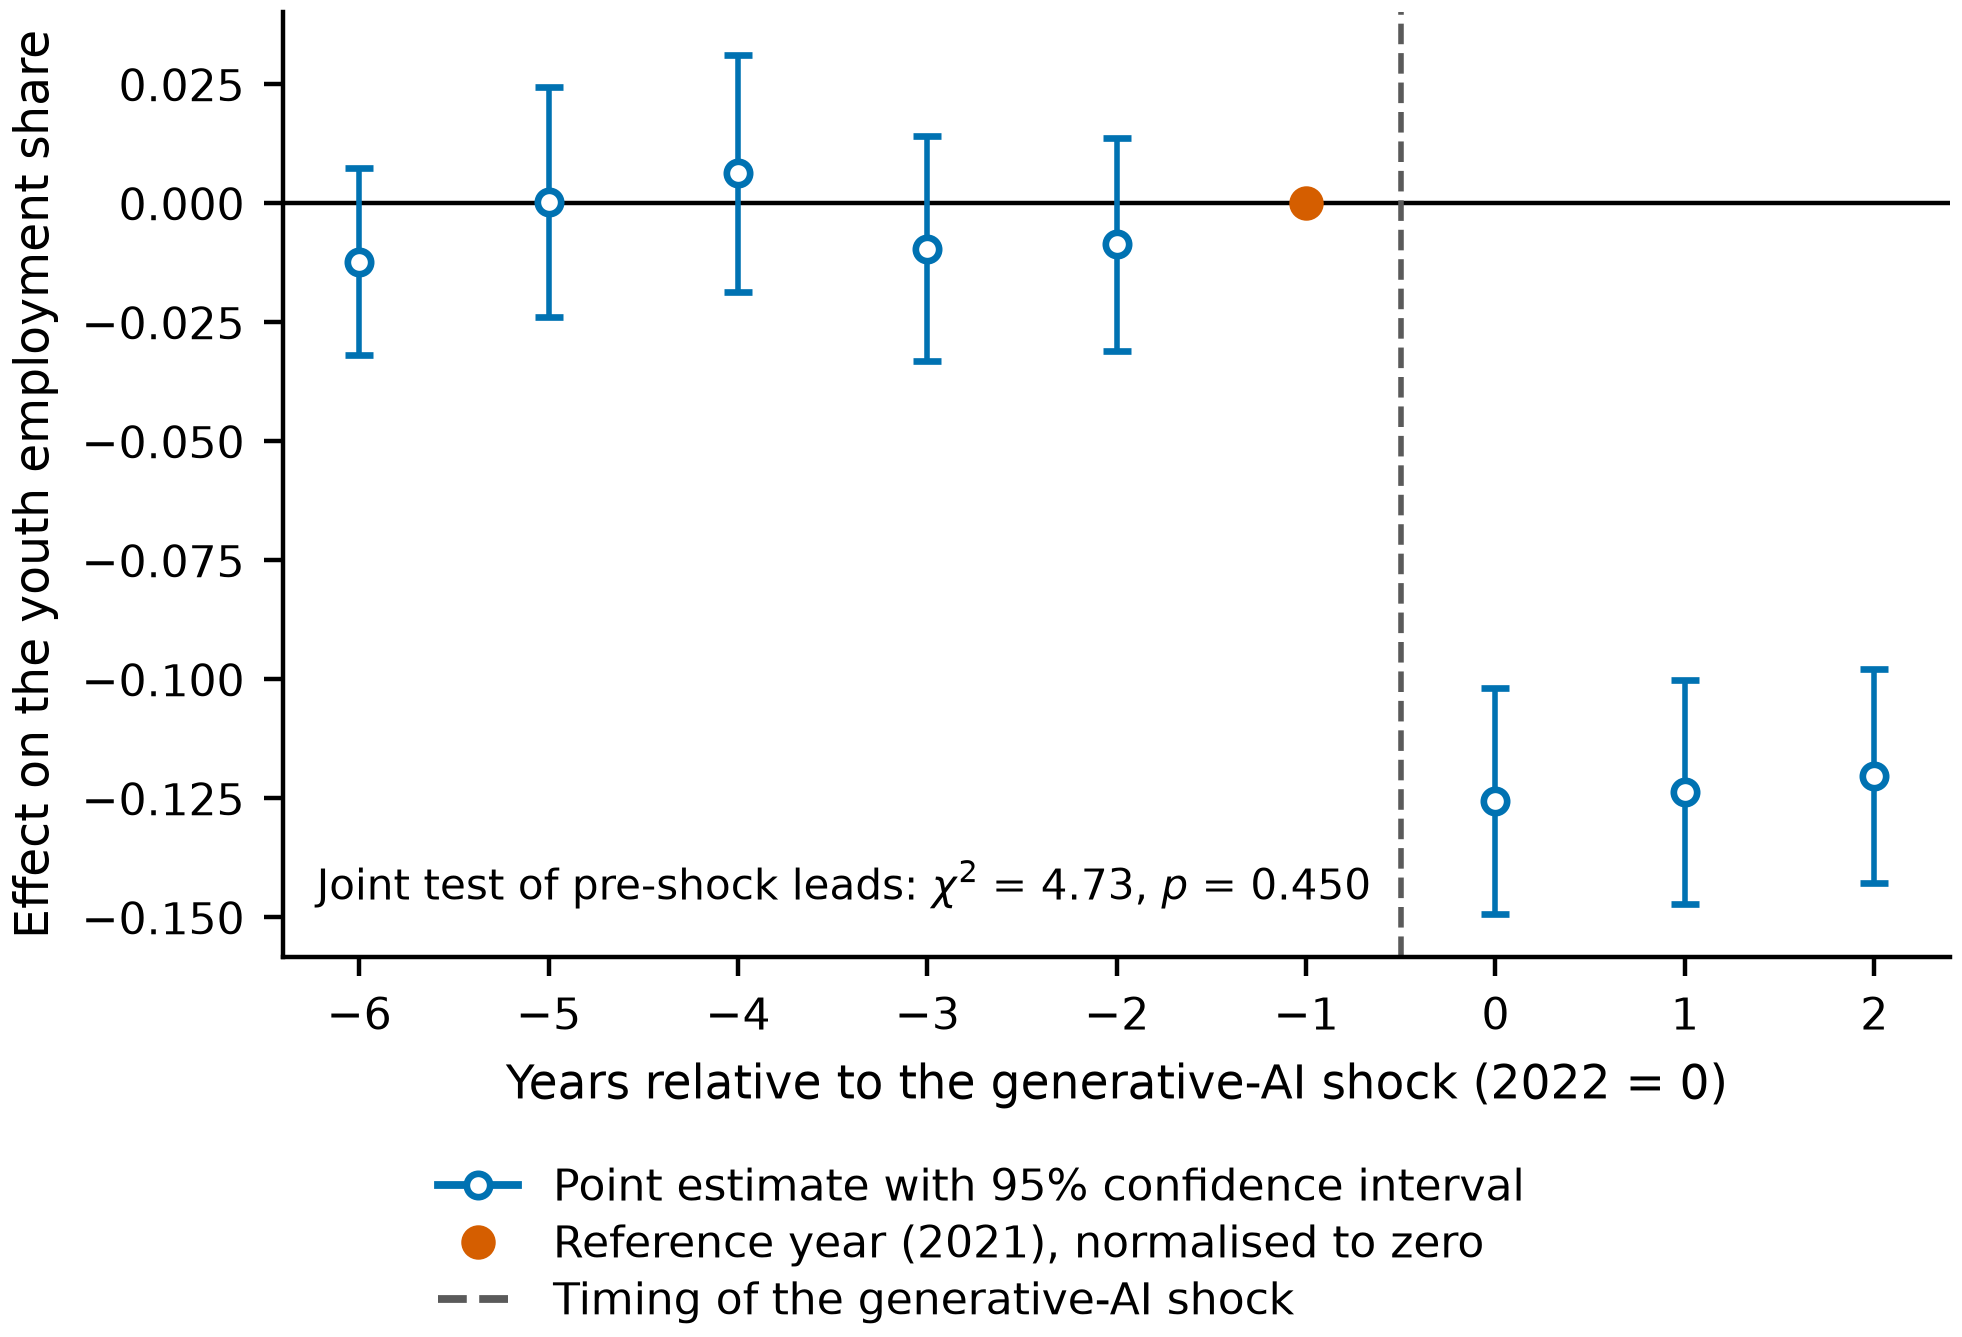 Effect on the youth employment share
0.025
0.000
−0.025
−0.050
−0.075
−0.100
−0.125
−0.150
Joint test of pre-shock leads: χ² = 4.73, p = 0.450
−6 −5 −4 −3 −2 −1 0 1 2
Years relative to the generative-AI shock (2022 = 0)
Point estimate with 95% confidence interval
Reference year (2021), normalised to zero
Timing of the generative-AI shock